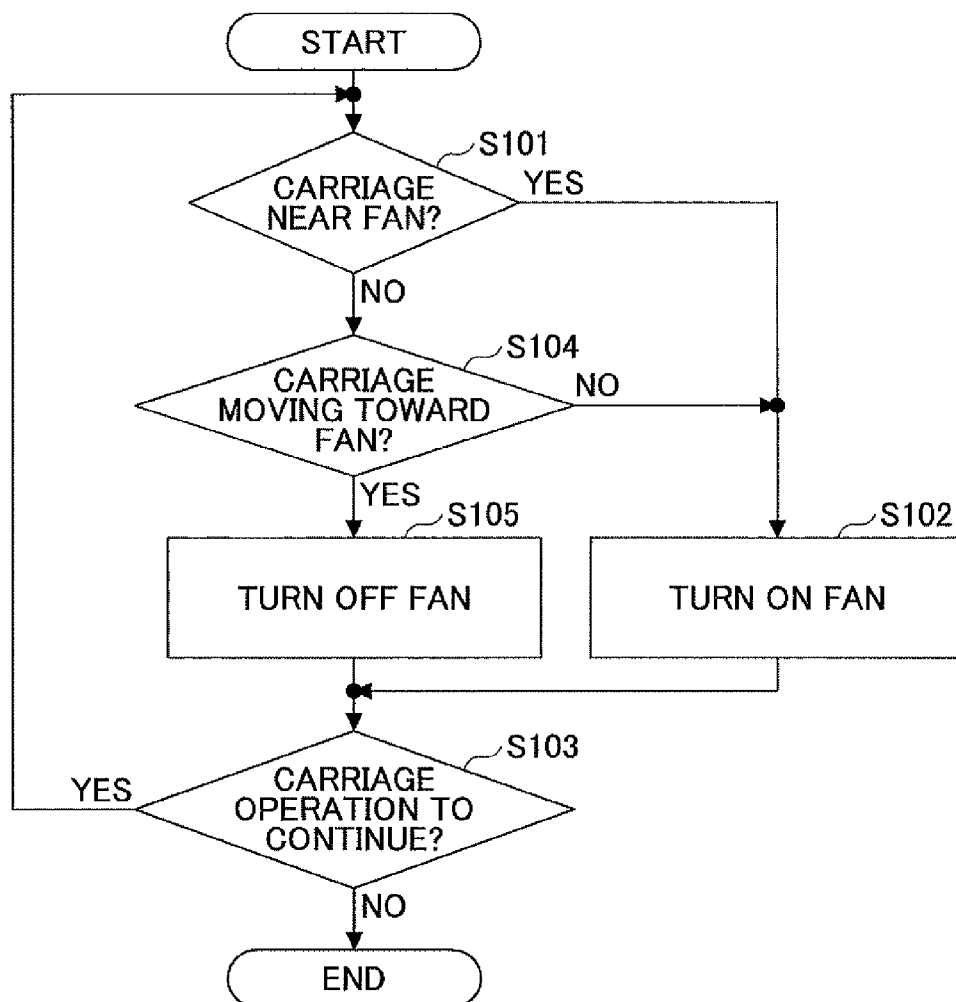 START
S101
CARRIAGE
NEAR FAN?
YES
NO
S104
CARRIAGE
MOVING TOWARD
FAN?
NO
YES
S105
TURN OFF FAN
S102
TURN ON FAN
S103
CARRIAGE
OPERATION TO
CONTINUE?
YES
NO
END